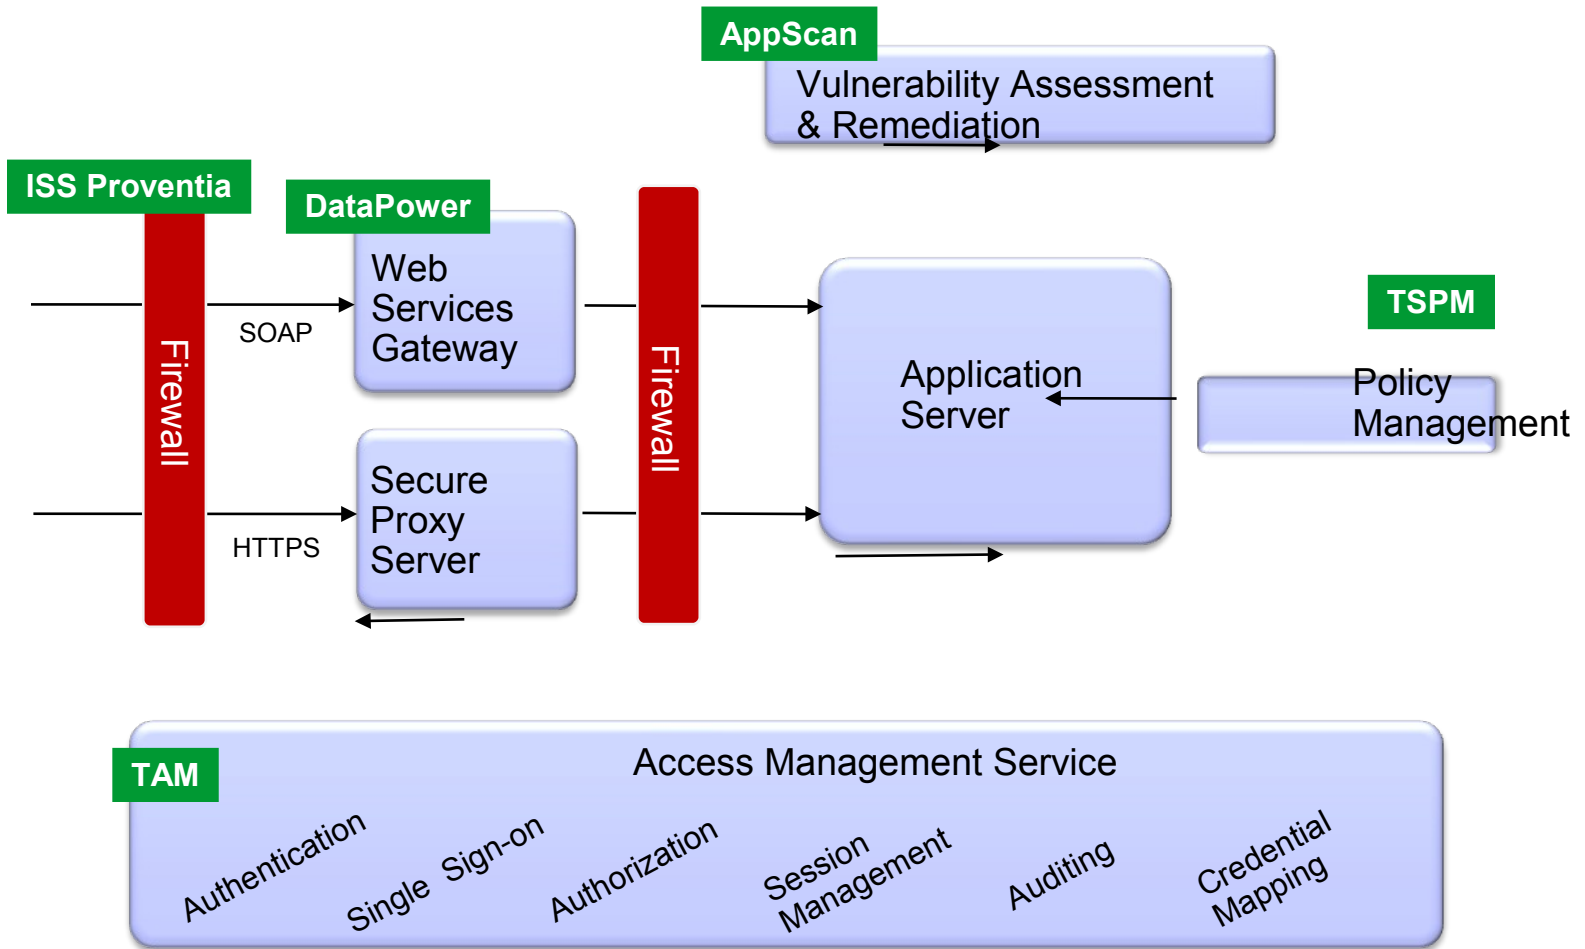 AppScan
Vulnerability Assessment
& Remediation
ISS Proventia
DataPower
Web
Services
Gateway
SOAP
Firewall
Firewall
Application
Server
TSPM
Policy
Management
Secure
Proxy
Server
HTTPS
TAM
Access Management Service
Authentication
Single Sign-on
Authorization
Session
Management
Auditing
Credential
Mapping